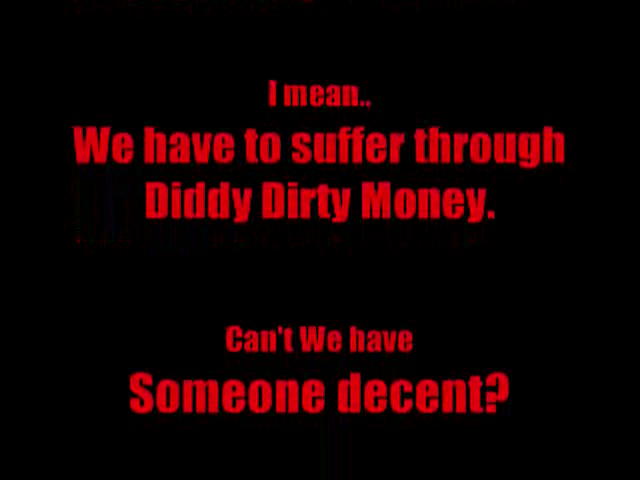 I mean..
We have to suffer through
Diddy Dirty Money.
Can't We have
Someone decent?